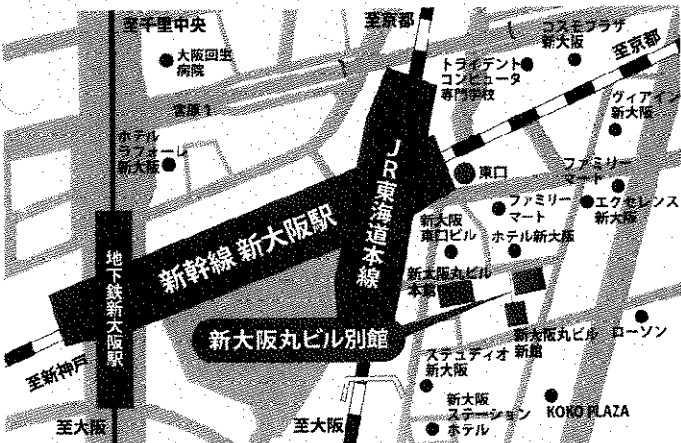 至千里中央
至京都
コスモプラザ
新大阪
至京都
大阪回生
病院
トライデント
コンピュータ
専門学校
宮原1
ヴィアイン
新大阪
ホテル
ラフォーレ
新大阪
JR東海道本線
東口
ファミリー
マート
ファミリー
マート
エクセレンス
新大阪
新幹線 新大阪駅
新大阪
東口ビル
ホテル新大阪
地下鉄新大阪駅
新大阪丸ビル
本館
新大阪丸ビル別館
新大阪丸ビル
新館
ローソン
至新神戸
ステュディオ
新大阪
新大阪
ステーション
ホテル
KOKO PLAZA
至大阪
至大阪